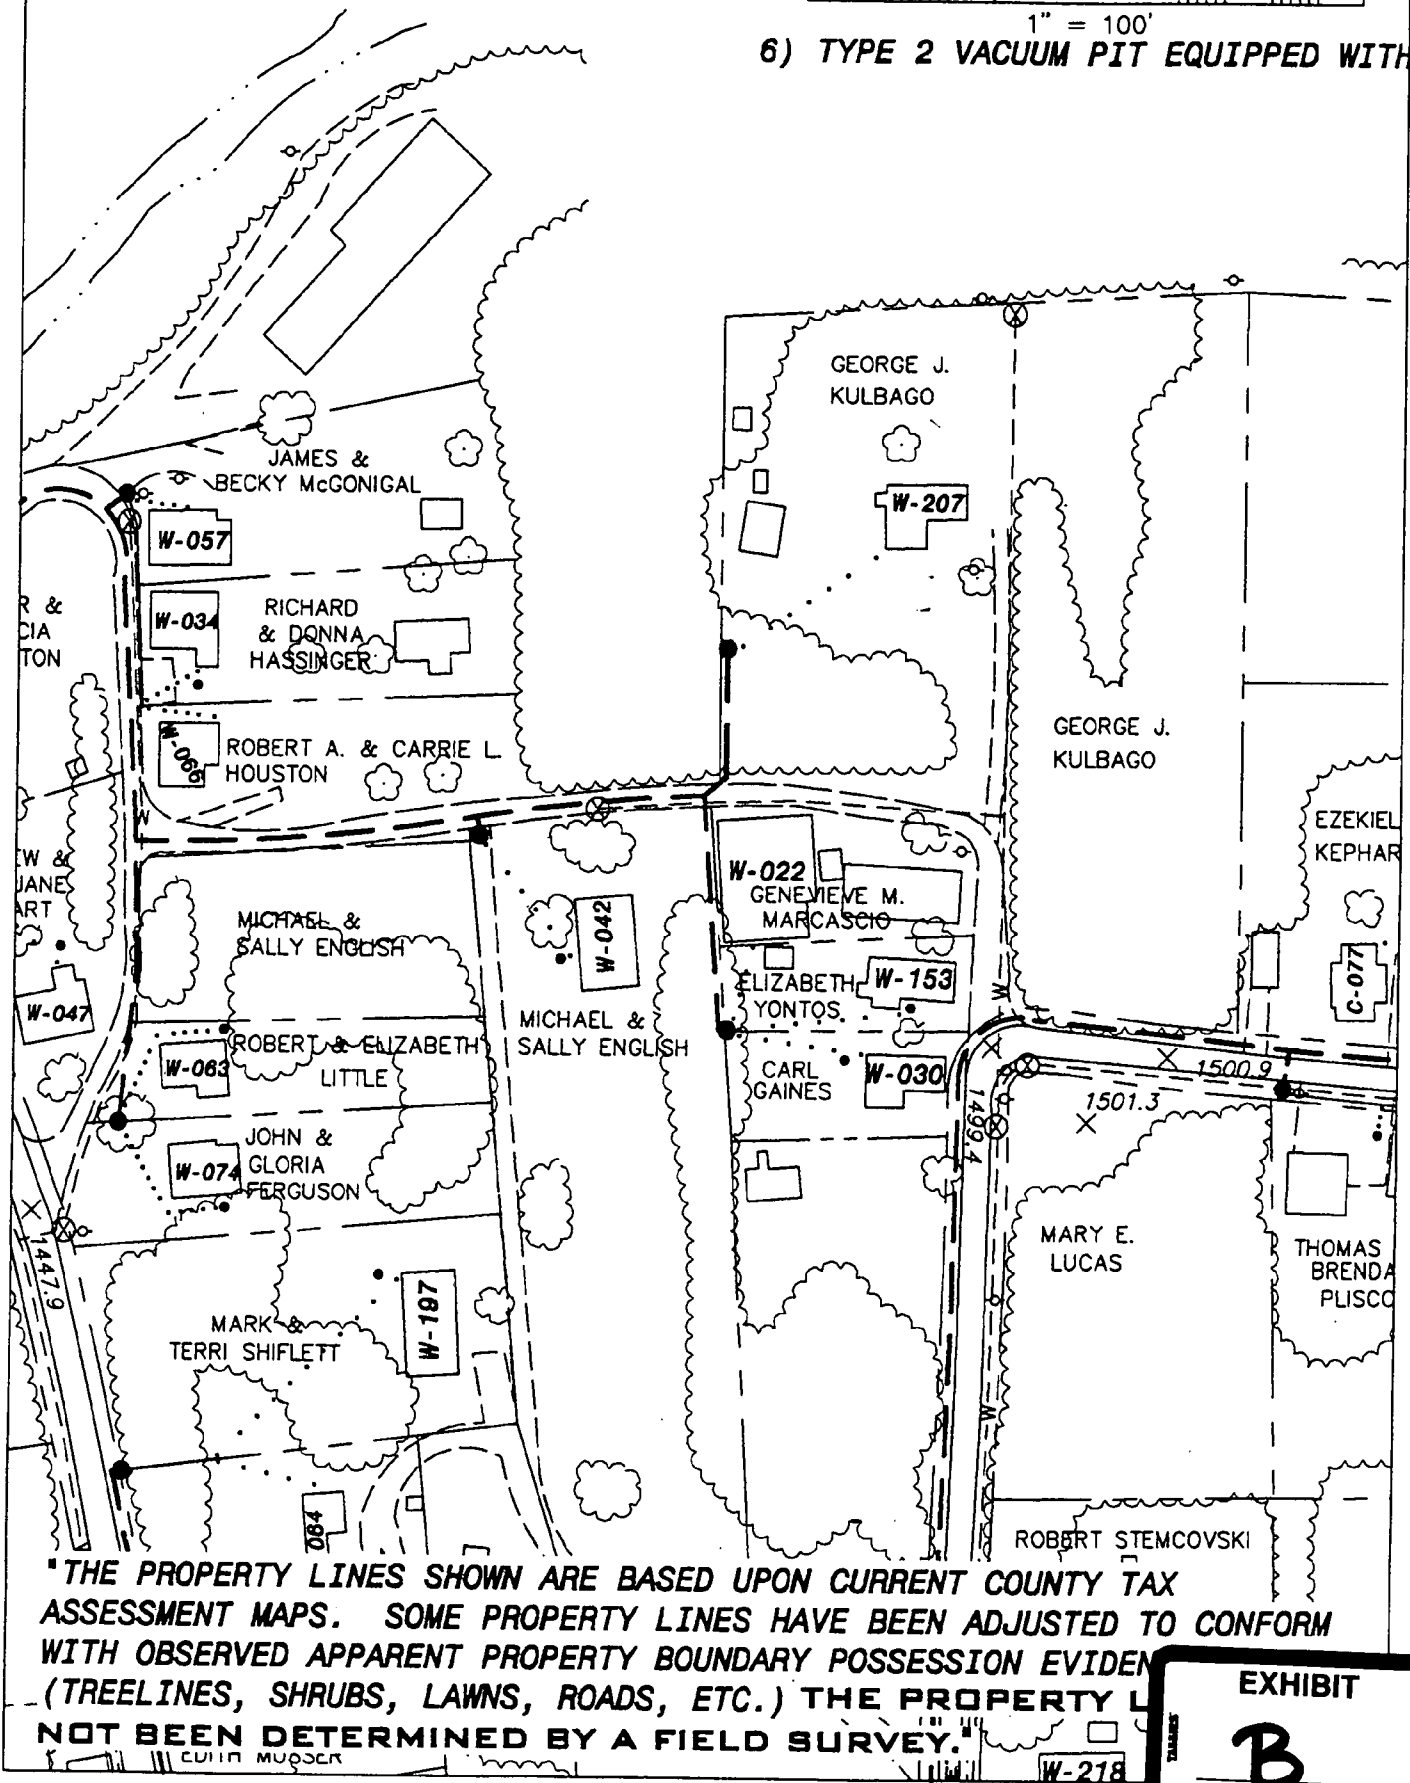 1" = 100'
6) TYPE 2 VACUUM PIT EQUIPPED WITH
GEORGE J.
KULBAGO
JAMES &
BECKY McGONIGAL
W-207
W-057
R &
CIA
TON
W-034
RICHARD
& DONNA
HASSINGER
W-066
ROBERT A. & CARRIE L.
HOUSTON
GEORGE J.
KULBAGO
W
EZEKIEL
KEPHAR
EW &
JANE
ART
W-022
GENEVIEVE M.
MARCASCIO
MICHAEL &
SALLY ENGLISH
W-042
W-047
ELIZABETH
YONTOS
W-153
W
C-077
MICHAEL &
SALLY ENGLISH
W-063
ROBERT & ELIZABETH
LITTLE
CARL
GAINES
W-030
1500.9
1501.3
1499.4
W-074
JOHN &
GLORIA
FERGUSON
1447.9
MARY E.
LUCAS
THOMAS
BRENDA
PLISCO
MARK &
TERRI SHIFLETT
W-197
W
084
ROBERT STEMCOVSKI
"THE PROPERTY LINES SHOWN ARE BASED UPON CURRENT COUNTY TAX
ASSESSMENT MAPS. SOME PROPERTY LINES HAVE BEEN ADJUSTED TO CONFORM
WITH OBSERVED APPARENT PROPERTY BOUNDARY POSSESSION EVIDEN
(TREELINES, SHRUBS, LAWNS, ROADS, ETC.) THE PROPERTY L
NOT BEEN DETERMINED BY A FIELD SURVEY."
EDITH MUSSER
W-218
EXHIBIT
B